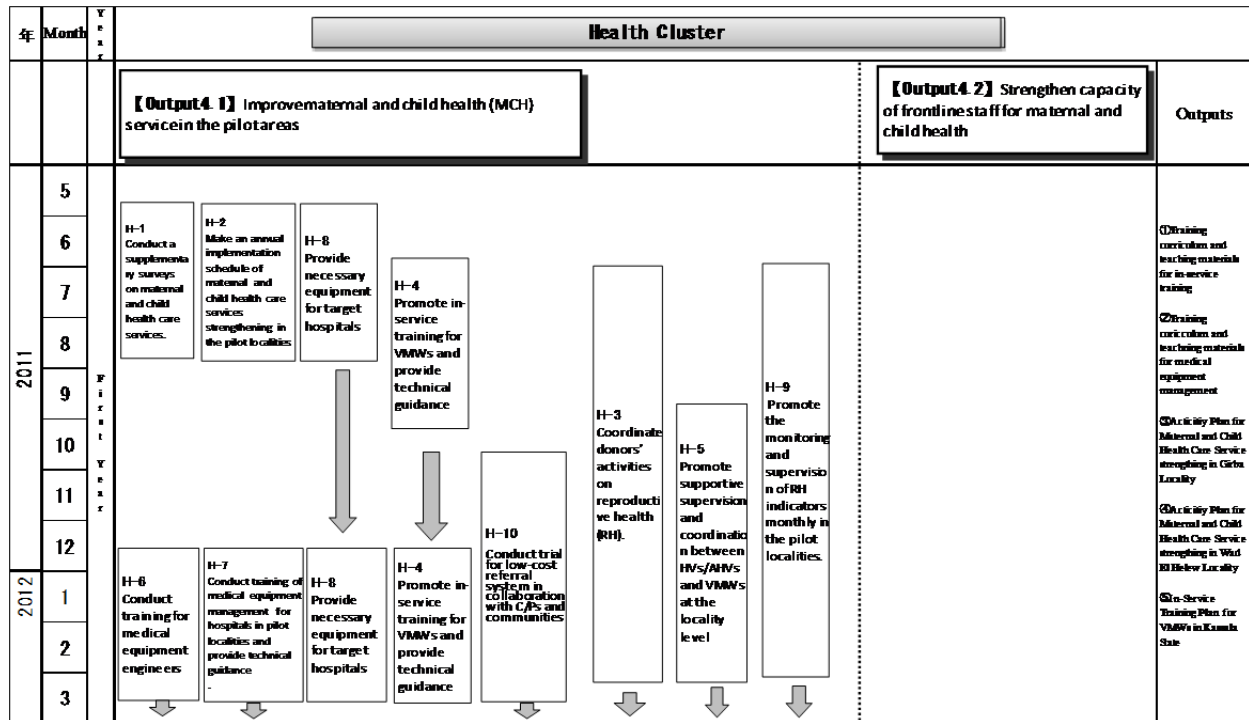 年
Month
Year
Health Cluster
【Output4-1】Improvematernal and child health (MCH)
servicein the pilotareas
【Output4-2】Strengthen capacity
of frontlinestaff for maternal and
child health
Outputs
2011
2012
5
6
7
8
9
10
11
12
1
2
3
First Year
H-1
Conduct a
supplementa
ry surveys
on maternal
and child
health care
services.
H-2
Make an annual
implementation
schedule of
maternal and
child health care
services
strengthening in
the pilot localities
H-8
Provide
necessary
equipment
for target
hospitals
H-4
Promote in-
service
training for
VMWs and
provide
technical
guidance
H-3
Coordinate
donors'
activities
on
reproducti
ve health
(RH).
H-5
Promote
supportive
supervision
and
coordinatio
n between
HVs/AHVs
and VMWs
at the
locality
level
H-9
Promote
the
monitoring
and
supervisio
n of RH
indicators
monthly in
the pilot
localities.
H-6
Conduct
training for
medical
equipment
engineers
H-7
Conduct training of
medical equipment
management for
hospitals in pilot
localities and
provide technical
guidance
.
H-8
Provide
necessary
equipment
for target
hospitals
H-4
Promote in-
service
training for
VMWs and
provide
technical
guidance
H-10
Conduct trial
for low-cost
referral
system in
collaboration
with C/Ps and
communities
①Training
curriculum and
teaching materials
for in-service
training
②Training
curriculum and
teaching materials
for medical
equipment
management
③Activity Plan for
Maternal and Child
Health Care Service
strengthing in Girba
Locality
④Activity Plan for
Maternal and Child
Health Care Service
strengthing in Wad
El Helew Locality
⑤In-Service
Training Plan for
VMWs in Kassala
State